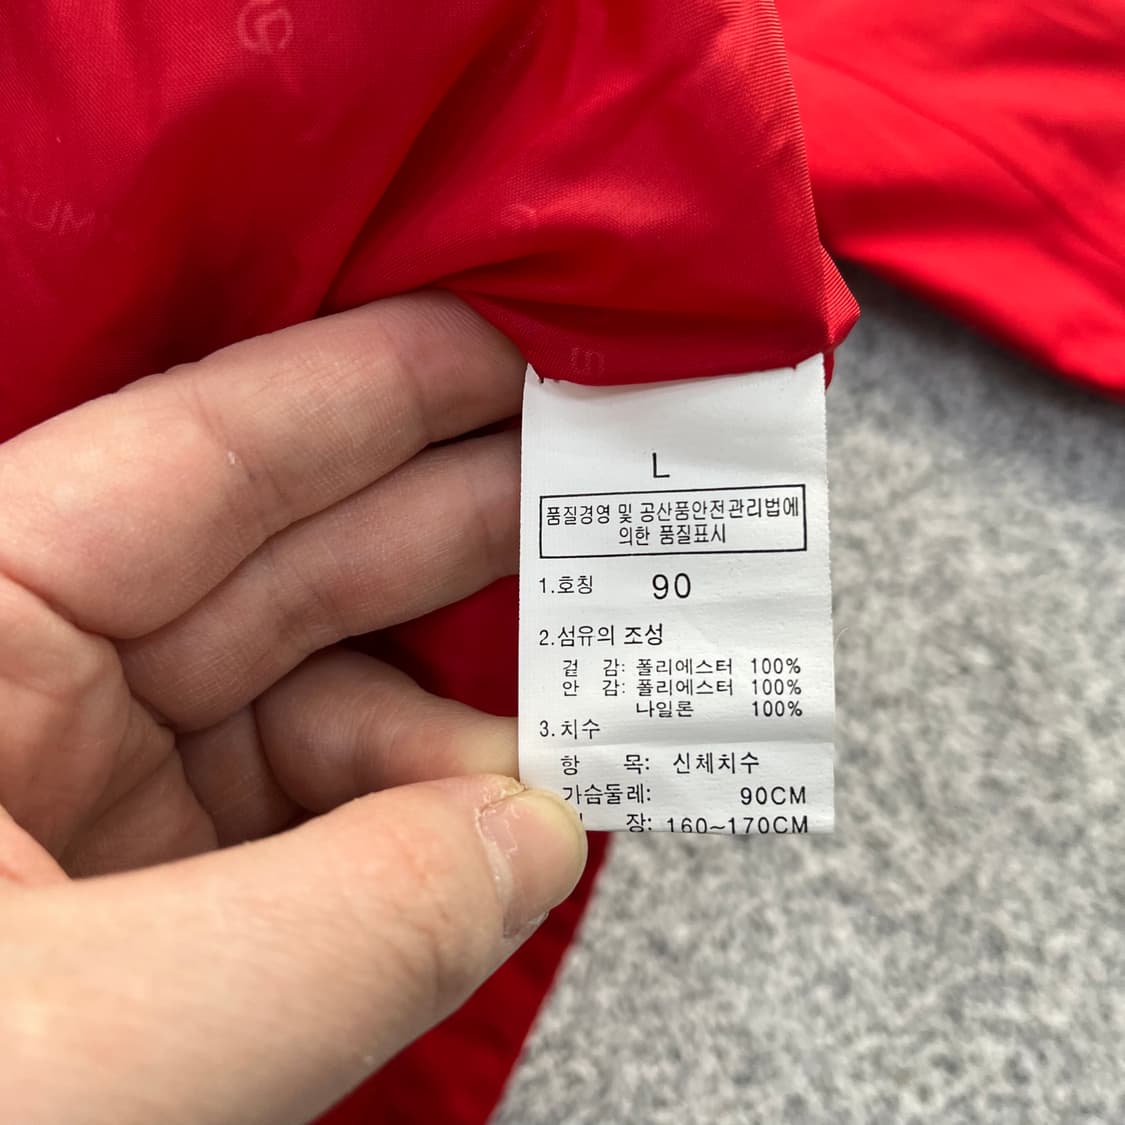 L
품질경영 및 공산품안전관리법에
의한 품질표시
1.호칭 90
2.섬유의 조성
겉 감: 폴리에스터 100%
안 감: 폴리에스터 100%
나일론 100%
3.치수
항 목: 신체치수
가슴둘레: 90CM
장: 160~170CM